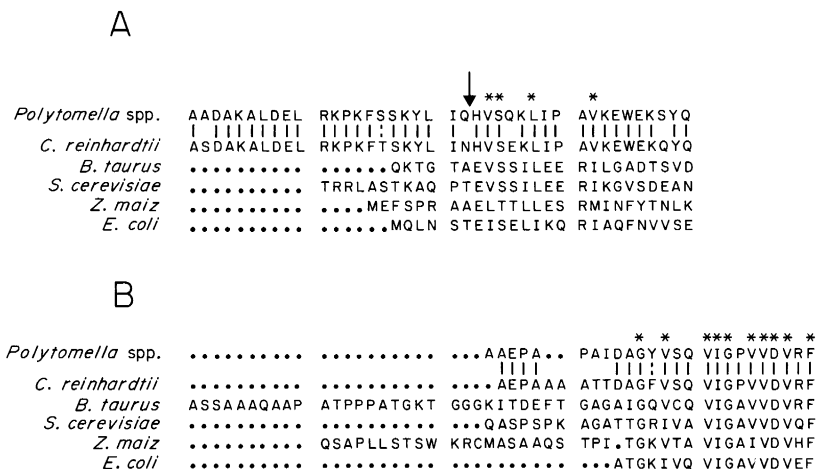 A
** * *
Polytomella spp. AADAKALDEL RKPKFSSKYL IQHVSQKLIP AVKEWEKSYQ
C. reinhardtii ASDAKALDEL RKPKFTSKYL INHVSEKLIP AVKEWEKQYQ
B. taurus .......... ......QKTG TAEVSSILEE RILGADTSVD
S. cerevisiae .......... TRRLASTKAQ PTEVSSILEE RIKGVSDEAN
Z. maiz .......... ....MEFSPR AAELTTLLES RMINFYTNLK
E. coli .......... ......MQLN STEISELIKQ RIAQFNVVSE
B
* * *** **** *
Polytomella spp. .......... .......... ...AAEPA.. PAIDAGYVSQ VIGPVVDVRF
C. reinhardtii .......... .......... ....AEPAAA ATTDAGFVSQ VIGPVVDVRF
B. taurus ASSAAAQAAP ATPPPATGKT GGGKITDEFT GAGAIGQVCQ VIGAVVDVRF
S. cerevisiae .......... .......... ...QASPSPK AGATTGRIVA VIGAVVDVQF
Z. maiz .......... QSAPLLSTSW KRCMASAAQS TPI.TGKVTA VIGAIVDVHF
E. coli .......... .......... .......... ...ATGKIVQ VIGAVVDVEF